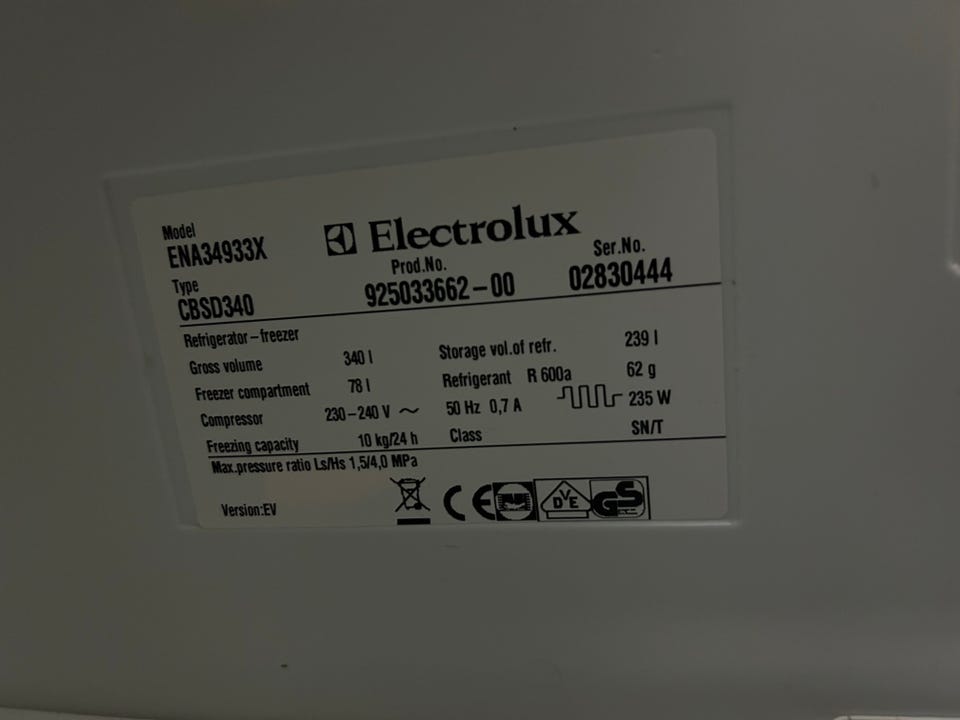 Model
ENA34933X
Electrolux
Type
CBSD340
Prod.No.
925033662-00
Ser.No.
02830444
Refrigerator-freezer
Gross volume 340 l Storage vol.of refr. 239 l
Freezer compartment 78 l Refrigerant R 600a 62 g
Compressor 230-240 V ~ 50 Hz 0,7 A 235 W
Freezing capacity 10 kg/24 h Class SN/T
Max.pressure ratio Ls/Hs 1,5/4,0 MPa
Version:EV
CE
DVE
GS